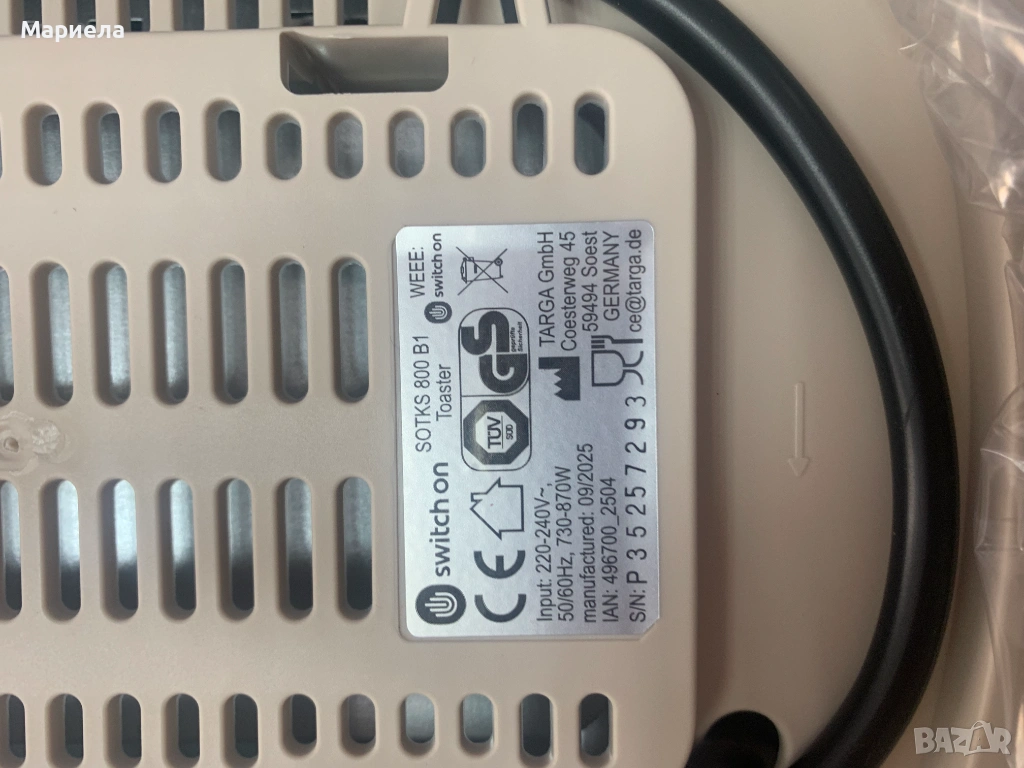 Мариела
SOTKS 800 B1
Toaster
WEEE:
switch on
switch on
CE
TÜV
SÜD
GS
geprüfte
Sicherheit
Input: 220-240V~,
50/60Hz, 730-870W
manufactured: 09/2025
IAN: 496700_2504
S/N: P 3 5 2 5 7 2 9 3
TARGA GmbH
Coesterweg 45
59494 Soest
GERMANY
ce@targa.de
BAZAR